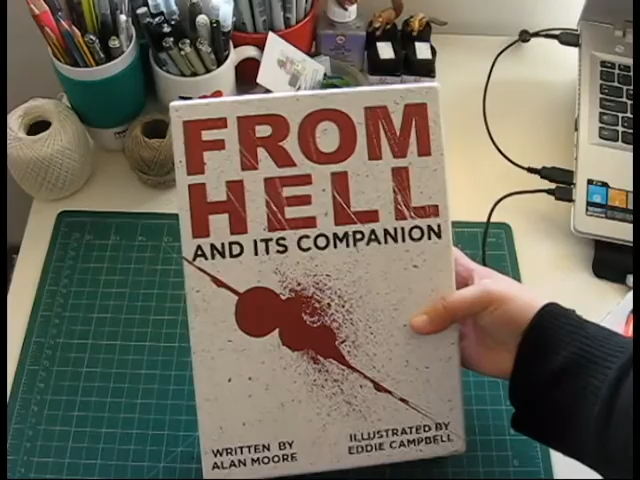 FROM
HELL
AND ITS COMPANION
WRITTEN BY
ALAN MOORE
ILLUSTRATED BY
EDDIE CAMPBELL